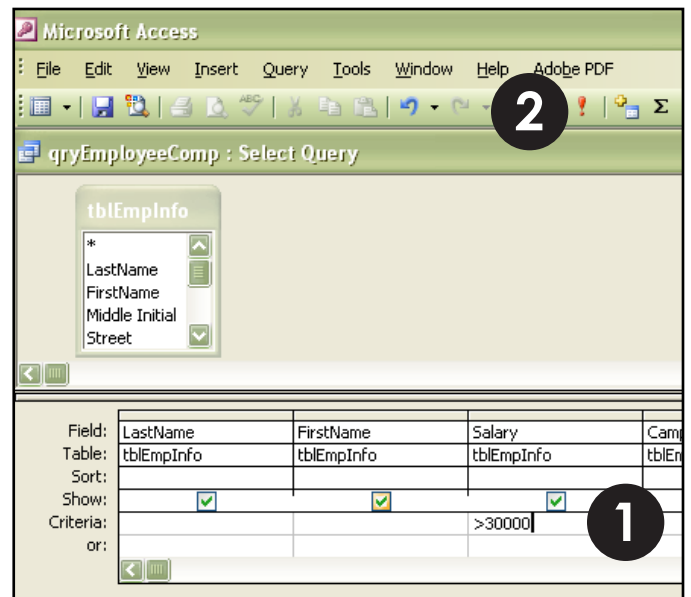 Microsoft Access
File Edit View Insert Query Tools Window Help Adobe PDF
ABC Σ
2
qryEmployeeComp : Select Query
tblEmpInfo
*
LastName
FirstName
Middle Initial
Street
Field: LastName FirstName Salary
Table: tblEmpInfo tblEmpInfo tblEmpInfo
Sort:
Show:
Criteria: >30000
or:
1